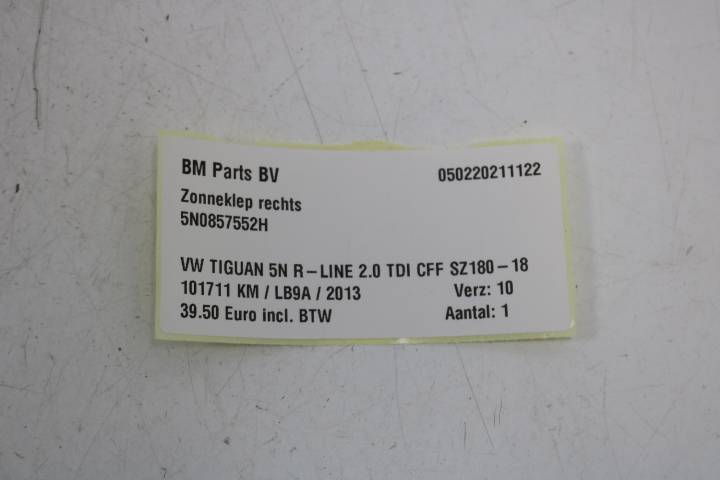 BM Parts BV 050220211122
Zonneklep rechts
5N0857552H
VW TIGUAN 5N R-LINE 2.0 TDI CFF SZ180-18
101711 KM / LB9A / 2013 Verz: 10
39.50 Euro incl. BTW Aantal: 1